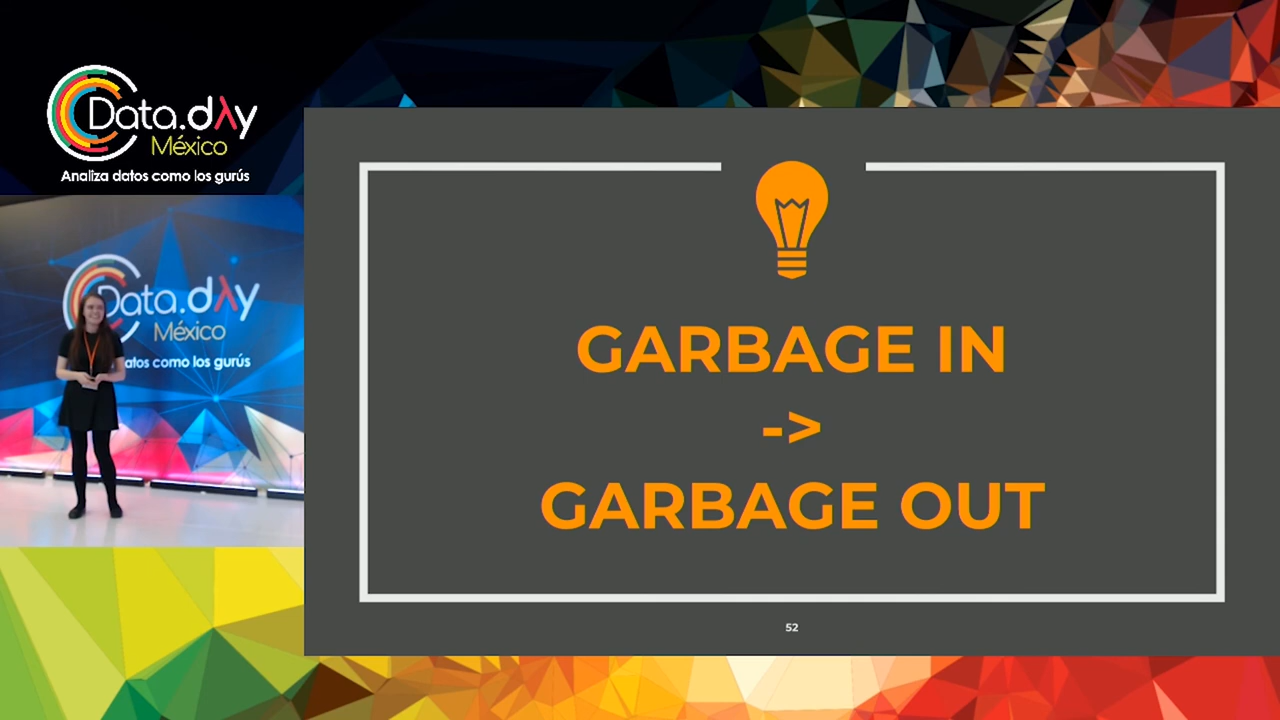 Data.dλy
México
Analiza datos como los gurús
Data.dλy
México
atos como los gurús
GARBAGE IN
->
GARBAGE OUT
52